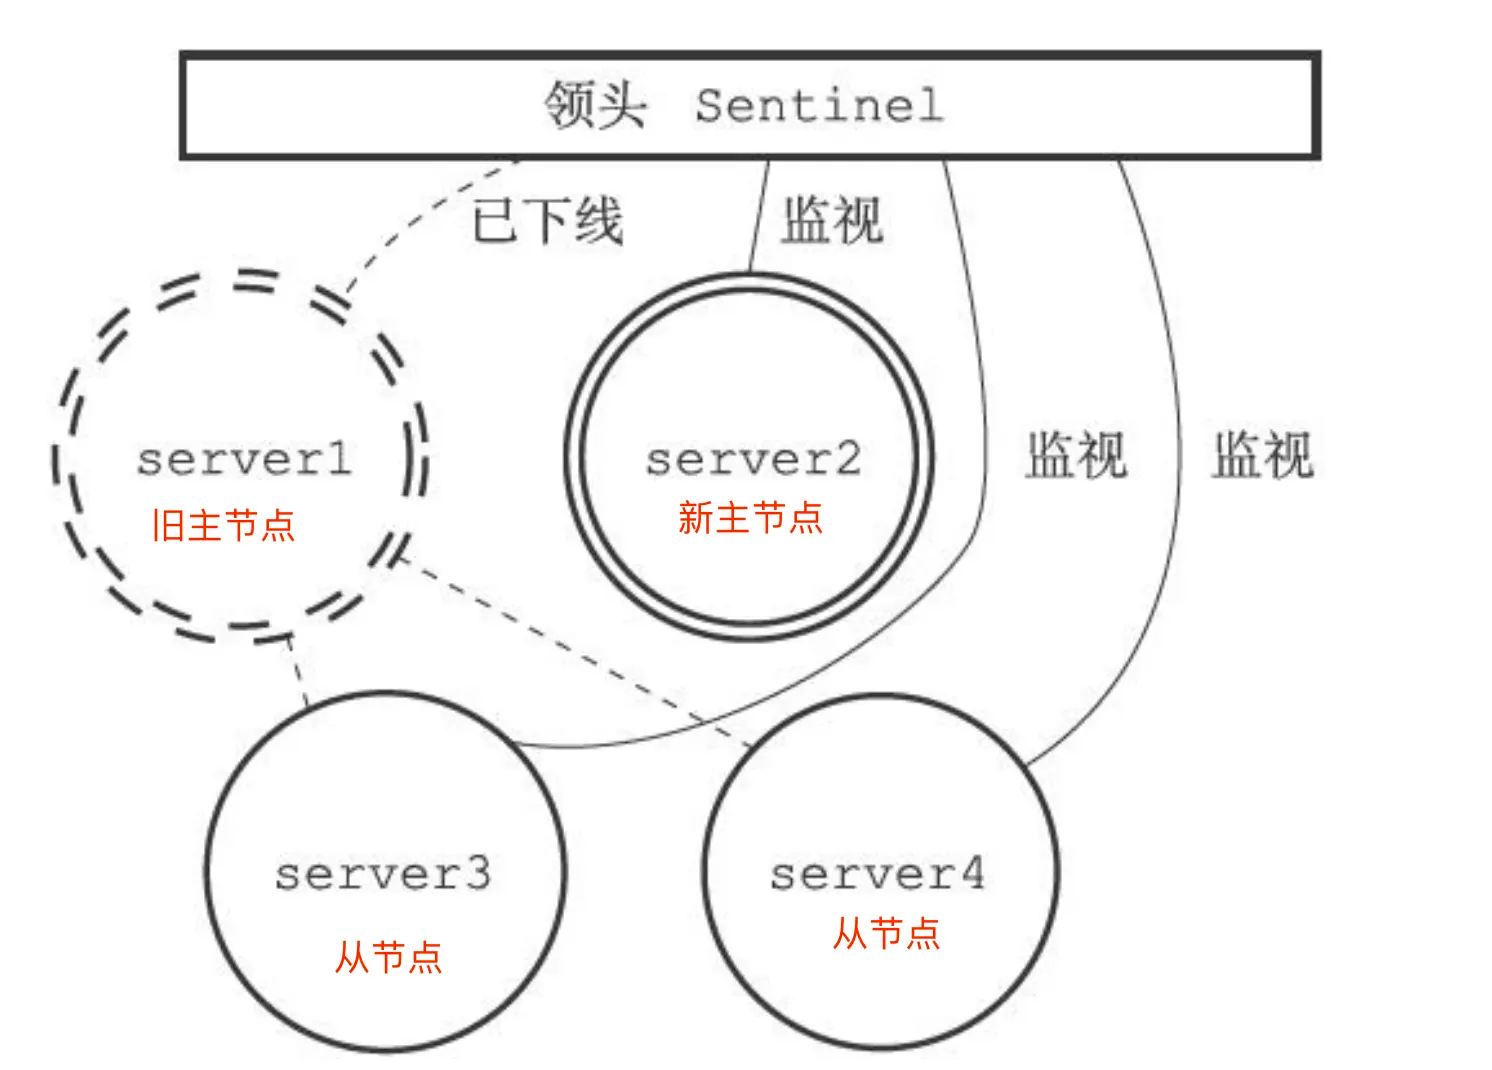 领头 Sentinel
已下线
监视
server1
旧主节点
server2
新主节点
监视
监视
server3
从节点
server4
从节点